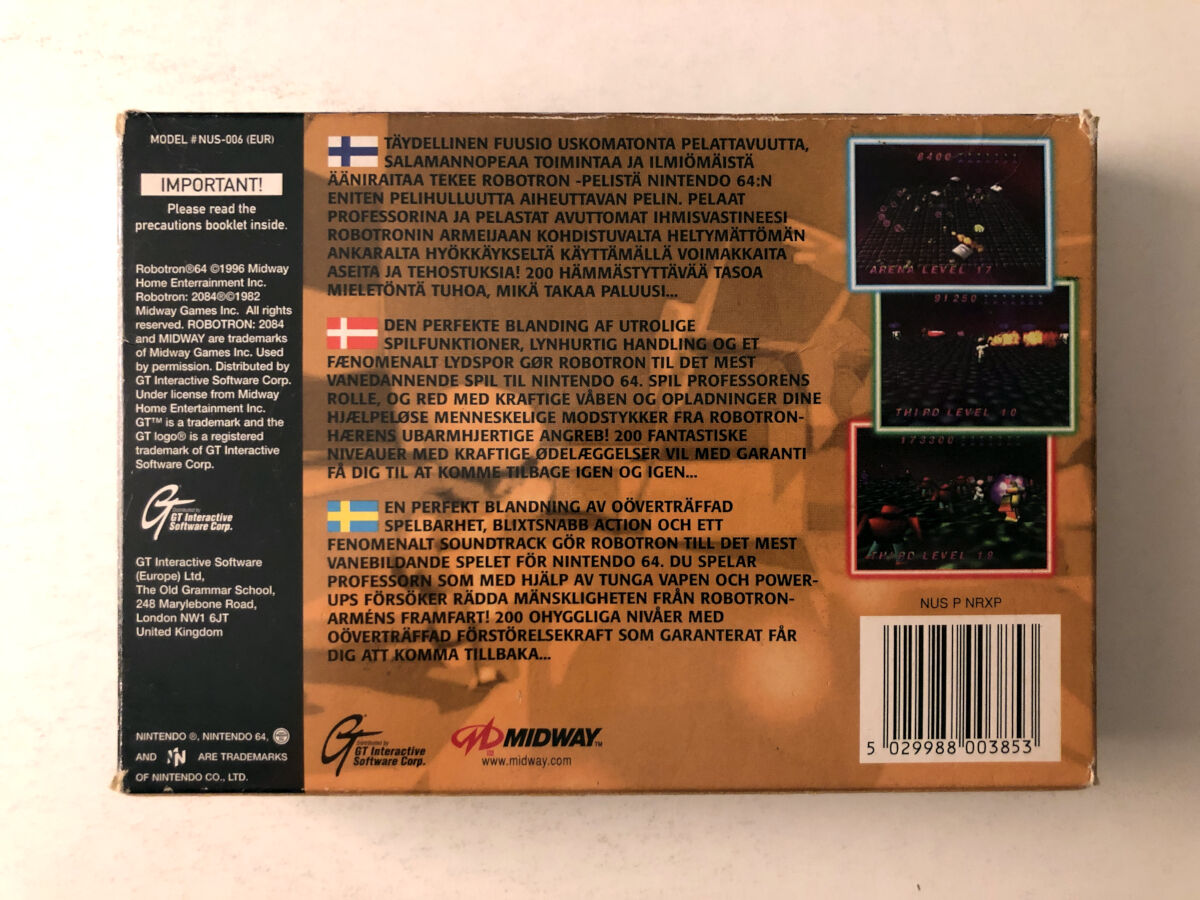 MODEL #NUS-006 (EUR)
IMPORTANT!
Please read the
precautions booklet inside.
Robotron®64 ©1996 Midway
Home Enterrainment Inc.
Robotron: 2084®©1982
Midway Games Inc. All rights
reserved. ROBOTRON: 2084
and MIDWAY are trademarks
of Midway Games Inc. Used
by permission. Distributed by
GT Interactive Software Corp.
Under license from Midway
Home Entertainment Inc.
GT™ is a trademark and the
GT logo® is a registered
trademark of GT Interactive
Software Corp.
GT
Distributed by
GT Interactive
Software Corp.
GT Interactive Software
(Europe) Ltd,
The Old Grammar School,
248 Marylebone Road,
London NW1 6JT
United Kingdom
NINTENDO ®, NINTENDO 64,
AND N ARE TRADEMARKS
OF NINTENDO CO., LTD.
TÄYDELLINEN FUUSIO USKOMATONTA PELATTAVUUTTA,
SALAMANNOPEAA TOIMINTAA JA ILMIÖMÄISTÄ
ÄÄNIRAITAA TEKEE ROBOTRON -PELISTÄ NINTENDO 64:N
ENITEN PELIHULLUUTTA AIHEUTTAVAN PELIN. PELAAT
PROFESSORINA JA PELASTAT AVUTTOMAT IHMISVASTINEESI
ROBOTRONIN ARMEIJAAN KOHDISTUVALTA HELTYMÄTTÖMÄN
ANKARALTA HYÖKKÄYKSELTÄ KÄYTTÄMÄLLÄ VOIMAKKAITA
ASEITA JA TEHOSTUKSIA! 200 HÄMMÄSTYTTÄVÄÄ TASOA
MIELETÖNTÄ TUHOA, MIKÄ TAKAA PALUUSI...
DEN PERFEKTE BLANDING AF UTROLIGE
SPILFUNKTIONER, LYNHURTIG HANDLING OG ET
FÆNOMENALT LYDSPOR GØR ROBOTRON TIL DET MEST
VANEDANNENDE SPIL TIL NINTENDO 64. SPIL PROFESSORENS
ROLLE, OG RED MED KRAFTIGE VÅBEN OG OPLADNINGER DINE
HJÆLPELØSE MENNESKELIGE MODSTYKKER FRA ROBOTRON-
HÆRENS UBARMHJERTIGE ANGREB! 200 FANTASTISKE
NIVEAUER MED KRAFTIGE ØDELÆGGELSER VIL MED GARANTI
FÅ DIG TIL AT KOMME TILBAGE IGEN OG IGEN...
EN PERFEKT BLANDNING AV OÖVERTRÄFFAD
SPELBARHET, BLIXTSNABB ACTION OCH ETT
FENOMENALT SOUNDTRACK GÖR ROBOTRON TILL DET MEST
VANEBILDANDE SPELET FÖR NINTENDO 64. DU SPELAR
PROFESSORN SOM MED HJÄLP AV TUNGA VAPEN OCH POWER-
UPS FÖRSÖKER RÄDDA MÄNSKLIGHETEN FRÅN ROBOTRON-
ARMÉNS FRAMFART! 200 OHYGGLIGA NIVÅER MED
OÖVERTRÄFFAD FÖRSTÖRELSEKRAFT SOM GARANTERAT FÅR
DIG ATT KOMMA TILLBAKA...
GT
Distributed by
GT Interactive
Software Corp.
MIDWAY™
www.midway.com
8400
ARENA LEVEL 17
91250
THIRD LEVEL 10
173300
THIRD LEVEL 18
NUS P NRXP
5 029988 003853